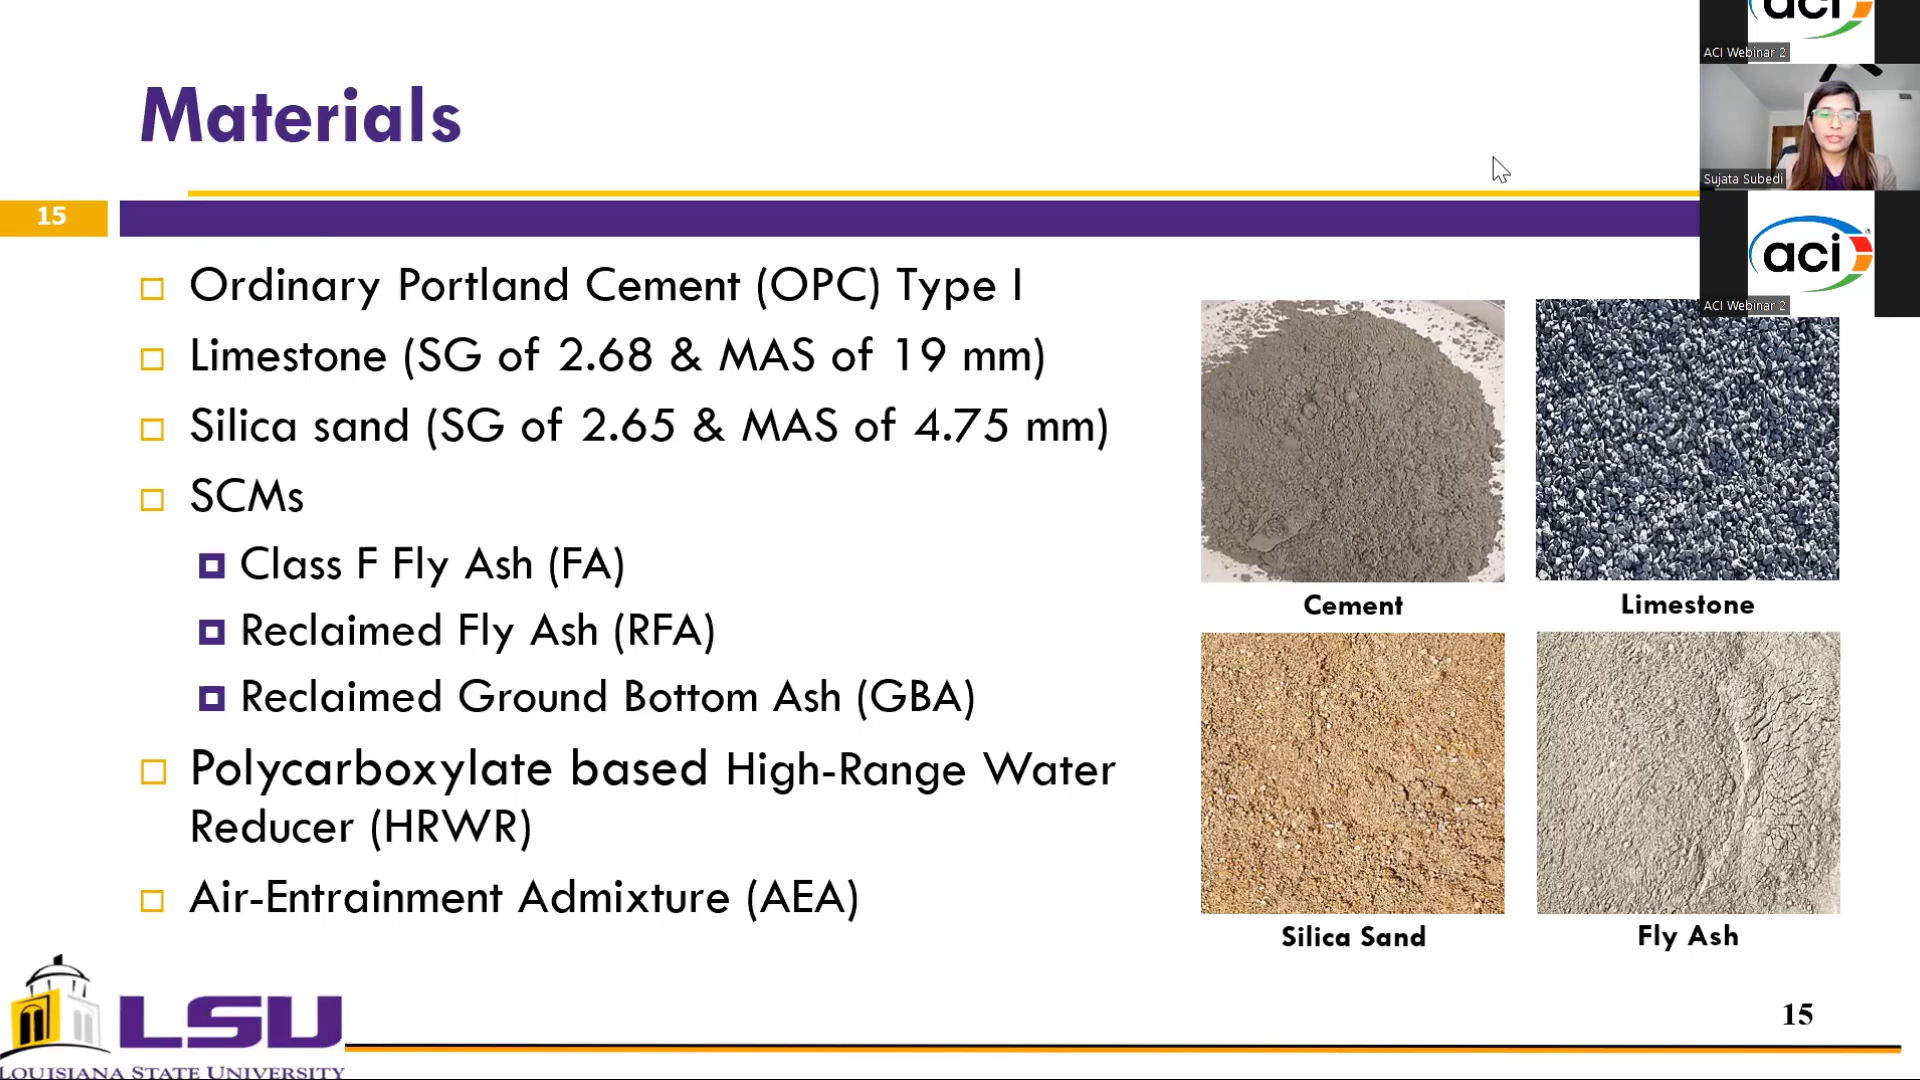 Materials
aci
ACI Webinar 2
Sujata Subedi
aci
ACI Webinar 2
15
Ordinary Portland Cement (OPC) Type I
Limestone (SG of 2.68 & MAS of 19 mm)
Silica sand (SG of 2.65 & MAS of 4.75 mm)
SCMs
Class F Fly Ash (FA)
Reclaimed Fly Ash (RFA)
Reclaimed Ground Bottom Ash (GBA)
Polycarboxylate based High-Range Water
Reducer (HRWR)
Air-Entrainment Admixture (AEA)
Cement
Limestone
Silica Sand
Fly Ash
LSU
LOUISIANA STATE UNIVERSITY
15